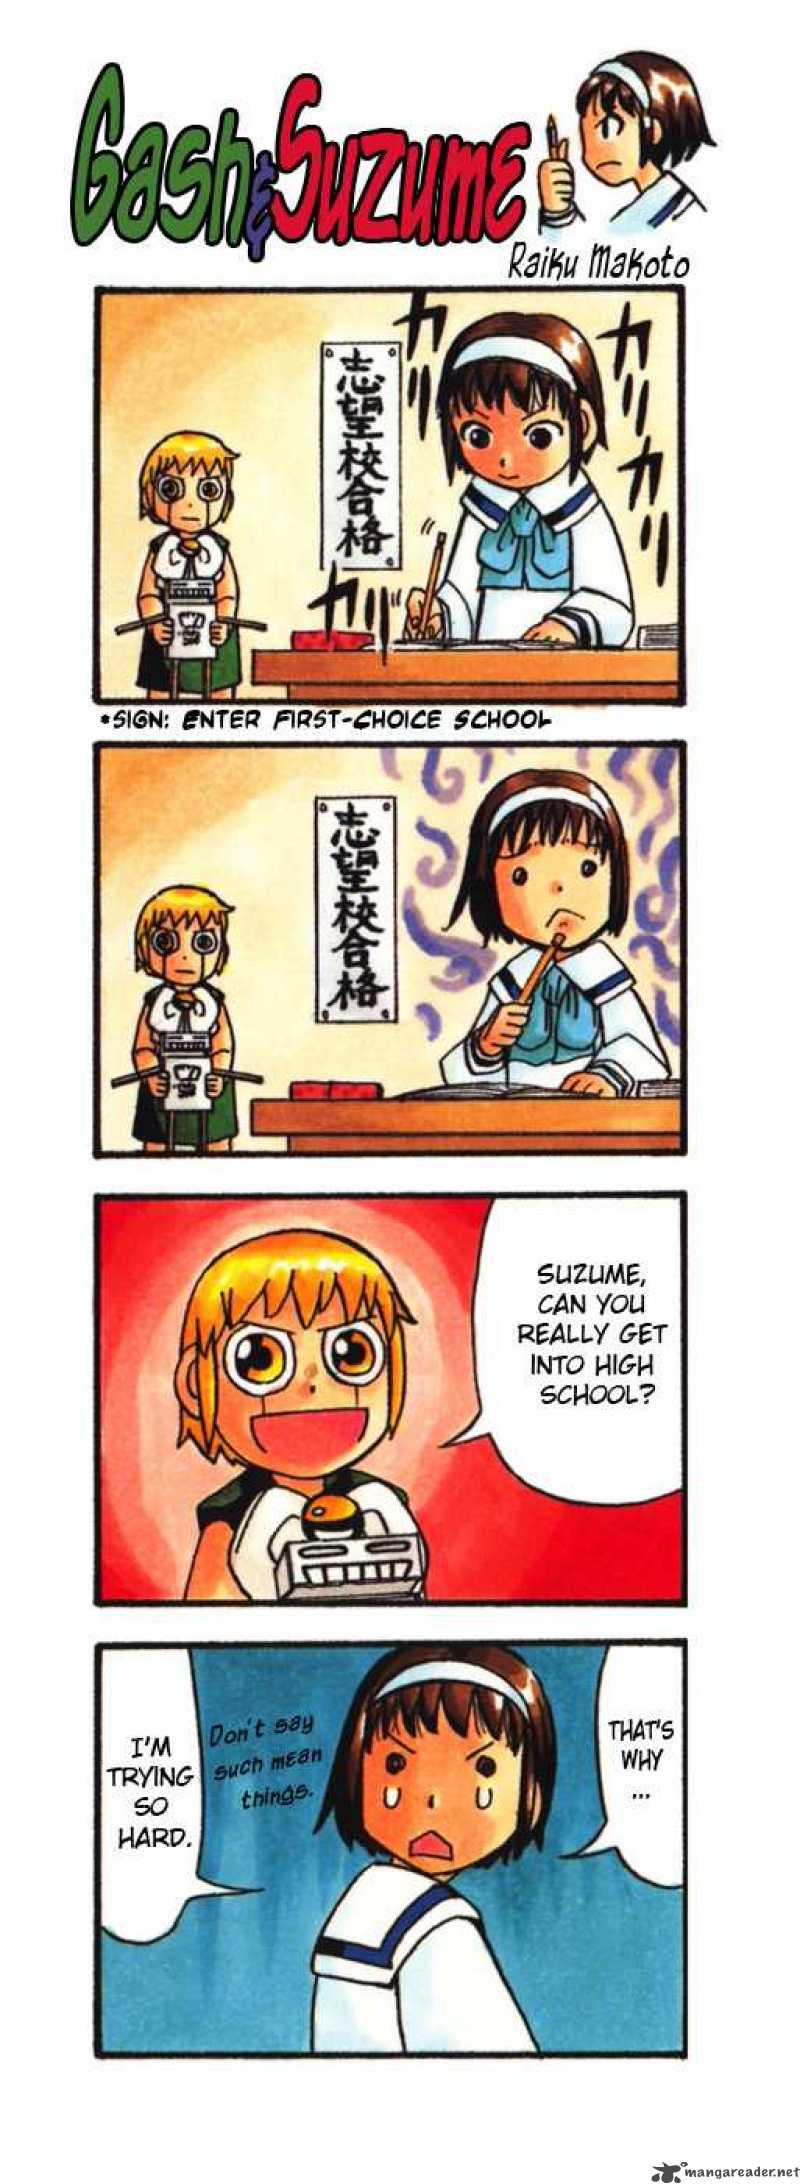 Gash & Suzume
Raiku Makoto
カリ
カリ
カリ
カリ
志望校合格
*SIGN: ENTER FIRST-CHOICE SCHOOL
志望校合格
SUZUME,
CAN YOU
REALLY GET
INTO HIGH
SCHOOL?
THAT'S
WHY
...
Don't say
such mean
things.
I'M
TRYING
SO
HARD.
mangareader.net